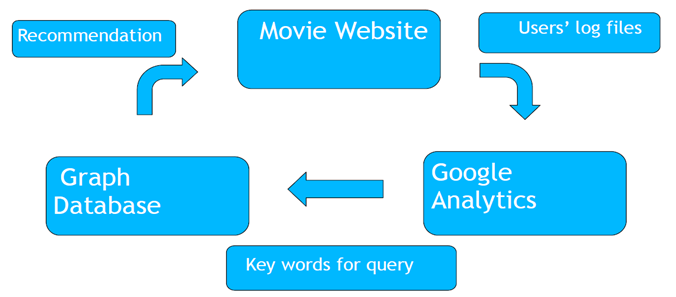 Recommendation
Movie Website
Users' log files
Graph
Database
Google
Analytics
Key words for query